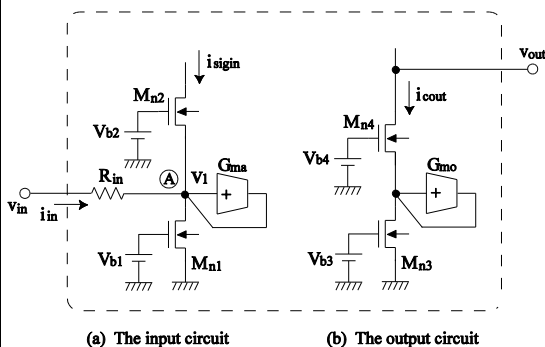 i sigin
Mn2
Vb2
Gma
A
V1
Rin
vin
iin
+
Vb1
Mn1
vout
icout
Mn4
Vb4
Gmo
+
Vb3
Mn3
(a) The input circuit
(b) The output circuit